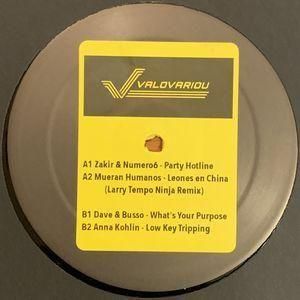 VALOVARIOU
A1 Zakir & Numero6 - Party Hotline
A2 Mueran Humanos - Leones en China
(Larry Tempo Ninja Remix)
B1 Dave & Busso - What's Your Purpose
B2 Anna Kohlin - Low Key Tripping